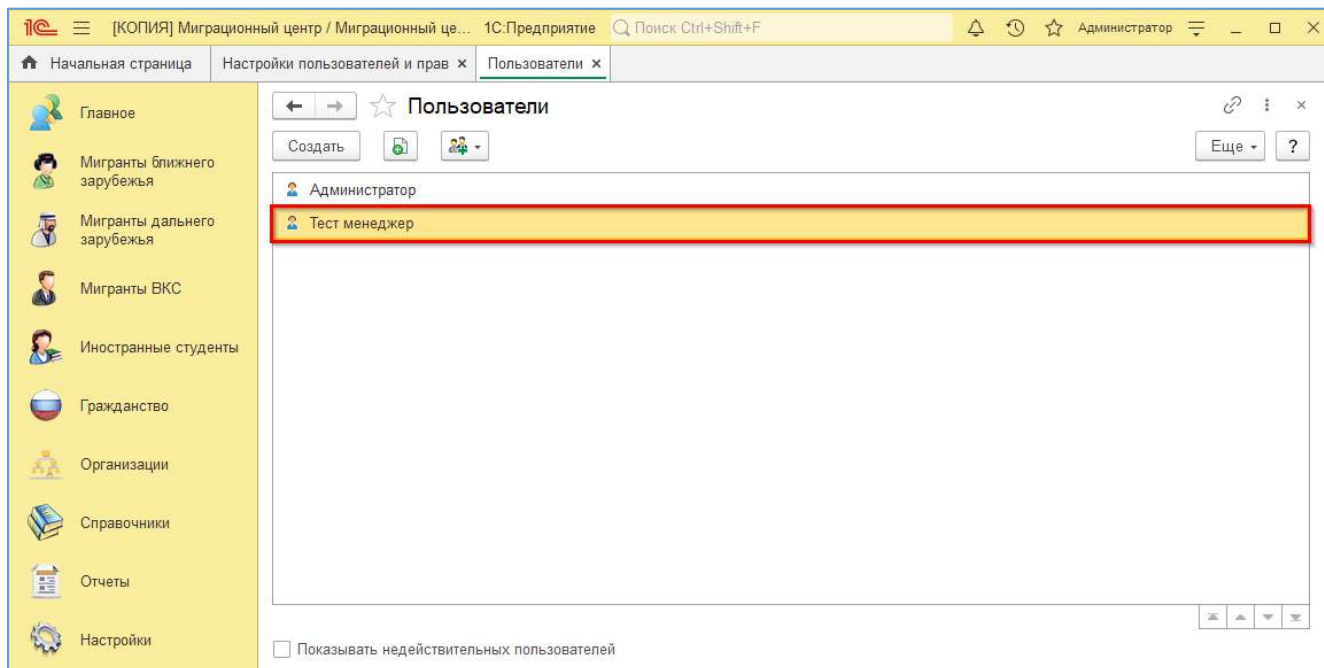 1С [КОПИЯ] Миграционный центр / Миграционный це... 1С:Предприятие Поиск Ctrl+Shift+F Администратор
Начальная страница Настройки пользователей и прав × Пользователи ×
Главное
Мигранты ближнего
зарубежья
Мигранты дальнего
зарубежья
Мигранты ВКС
Иностранные студенты
Гражданство
Организации
Справочники
Отчеты
Настройки
Пользователи
Создать Еще ?
Администратор
Тест менеджер
Показывать недействительных пользователей